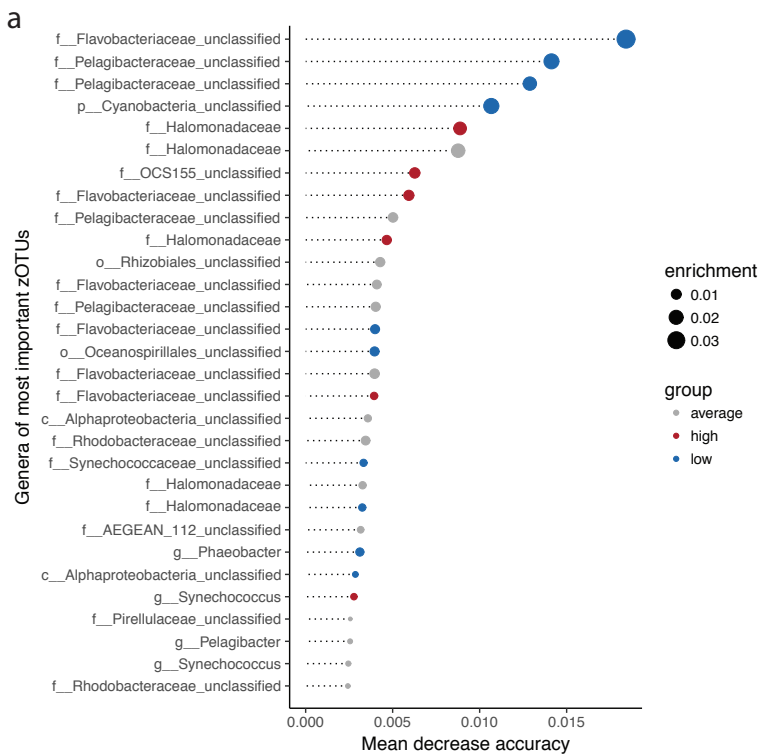 a
f__Flavobacteriaceae_unclassified
f__Pelagibacteraceae_unclassified
f__Pelagibacteraceae_unclassified
p__Cyanobacteria_unclassified
f__Halomonadaceae
f__Halomonadaceae
f__OCS155_unclassified
f__Flavobacteriaceae_unclassified
f__Pelagibacteraceae_unclassified
f__Halomonadaceae
o__Rhizobiales_unclassified
f__Flavobacteriaceae_unclassified
f__Pelagibacteraceae_unclassified
f__Flavobacteriaceae_unclassified
o__Oceanospirillales_unclassified
f__Flavobacteriaceae_unclassified
f__Flavobacteriaceae_unclassified
c__Alphaproteobacteria_unclassified
f__Rhodobacteraceae_unclassified
f__Synechococcaceae_unclassified
f__Halomonadaceae
f__Halomonadaceae
f__AEGEAN_112_unclassified
g__Phaeobacter
c__Alphaproteobacteria_unclassified
g__Synechococcus
f__Pirellulaceae_unclassified
g__Pelagibacter
g__Synechococcus
f__Rhodobacteraceae_unclassified
Genera of most important zOTUs
0.000 0.005 0.010 0.015
Mean decrease accuracy
enrichment
0.01
0.02
0.03
group
average
high
low